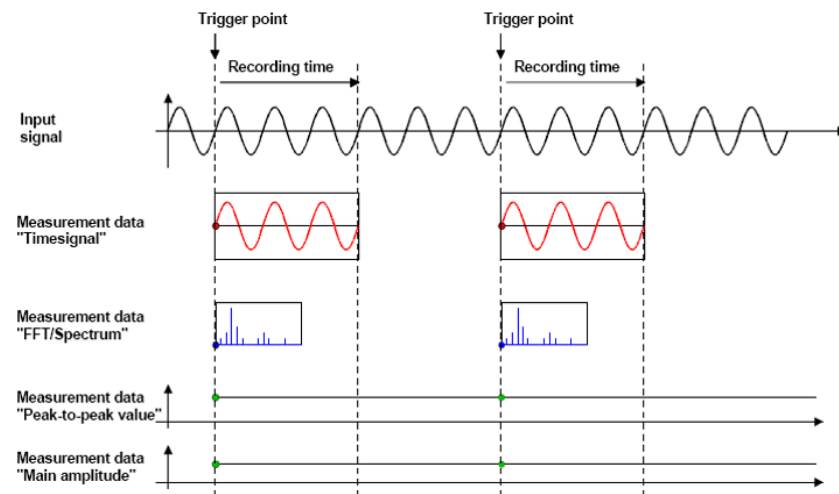 Trigger point
Trigger point
Recording time
Recording time
Input
signal
Measurement data
"Timesignal"
Measurement data
"FFT/Spectrum"
Measurement data
"Peak-to-peak value"
Measurement data
"Main amplitude"